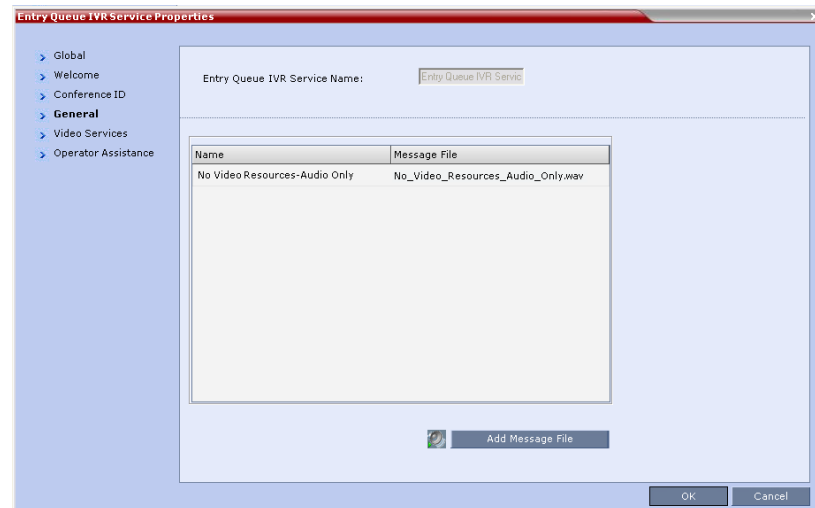 Entry Queue IVR Service Properties
Global
Welcome
Conference ID
General
Video Services
Operator Assistance
Entry Queue IVR Service Name: Entry Queue IVR Servic
Name Message File
No Video Resources-Audio Only No_Video_Resources_Audio_Only.wav
Add Message File
OK Cancel